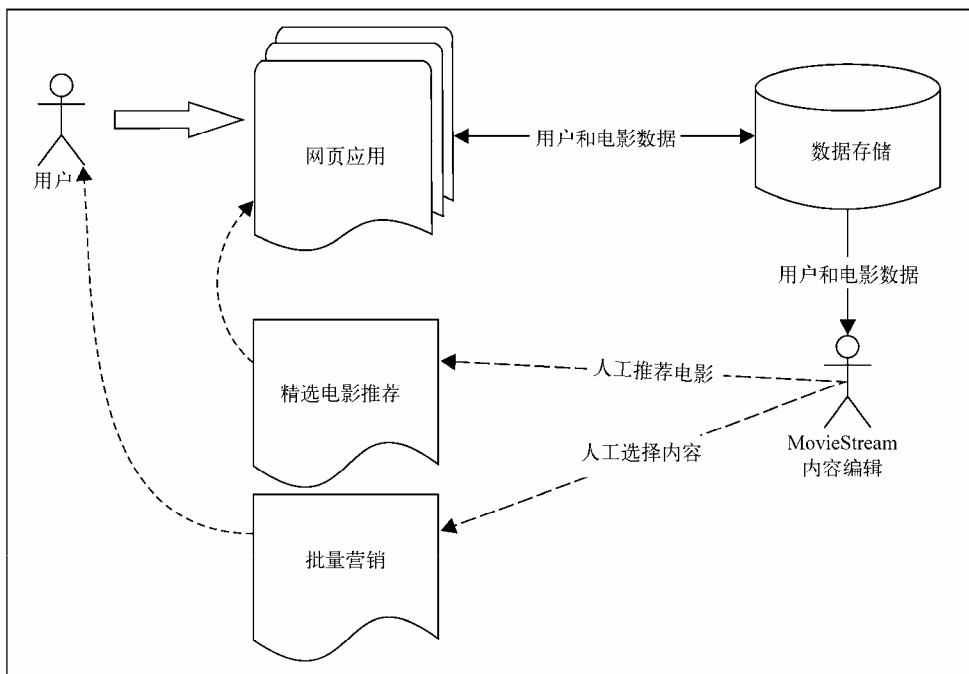 用户
网页应用
用户和电影数据
数据存储
用户和电影数据
精选电影推荐
人工推荐电影
MovieStream
内容编辑
人工选择内容
批量营销